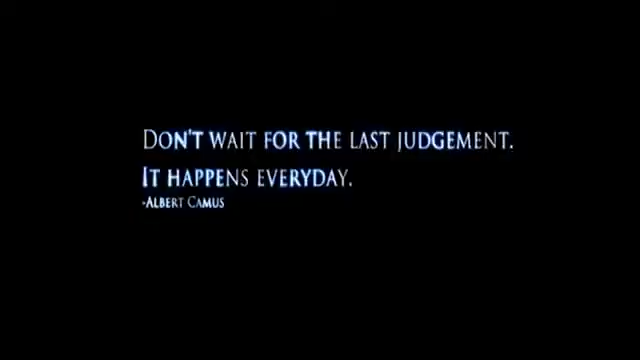 Don't wait for the last judgement.
It happens everyday.
-Albert Camus